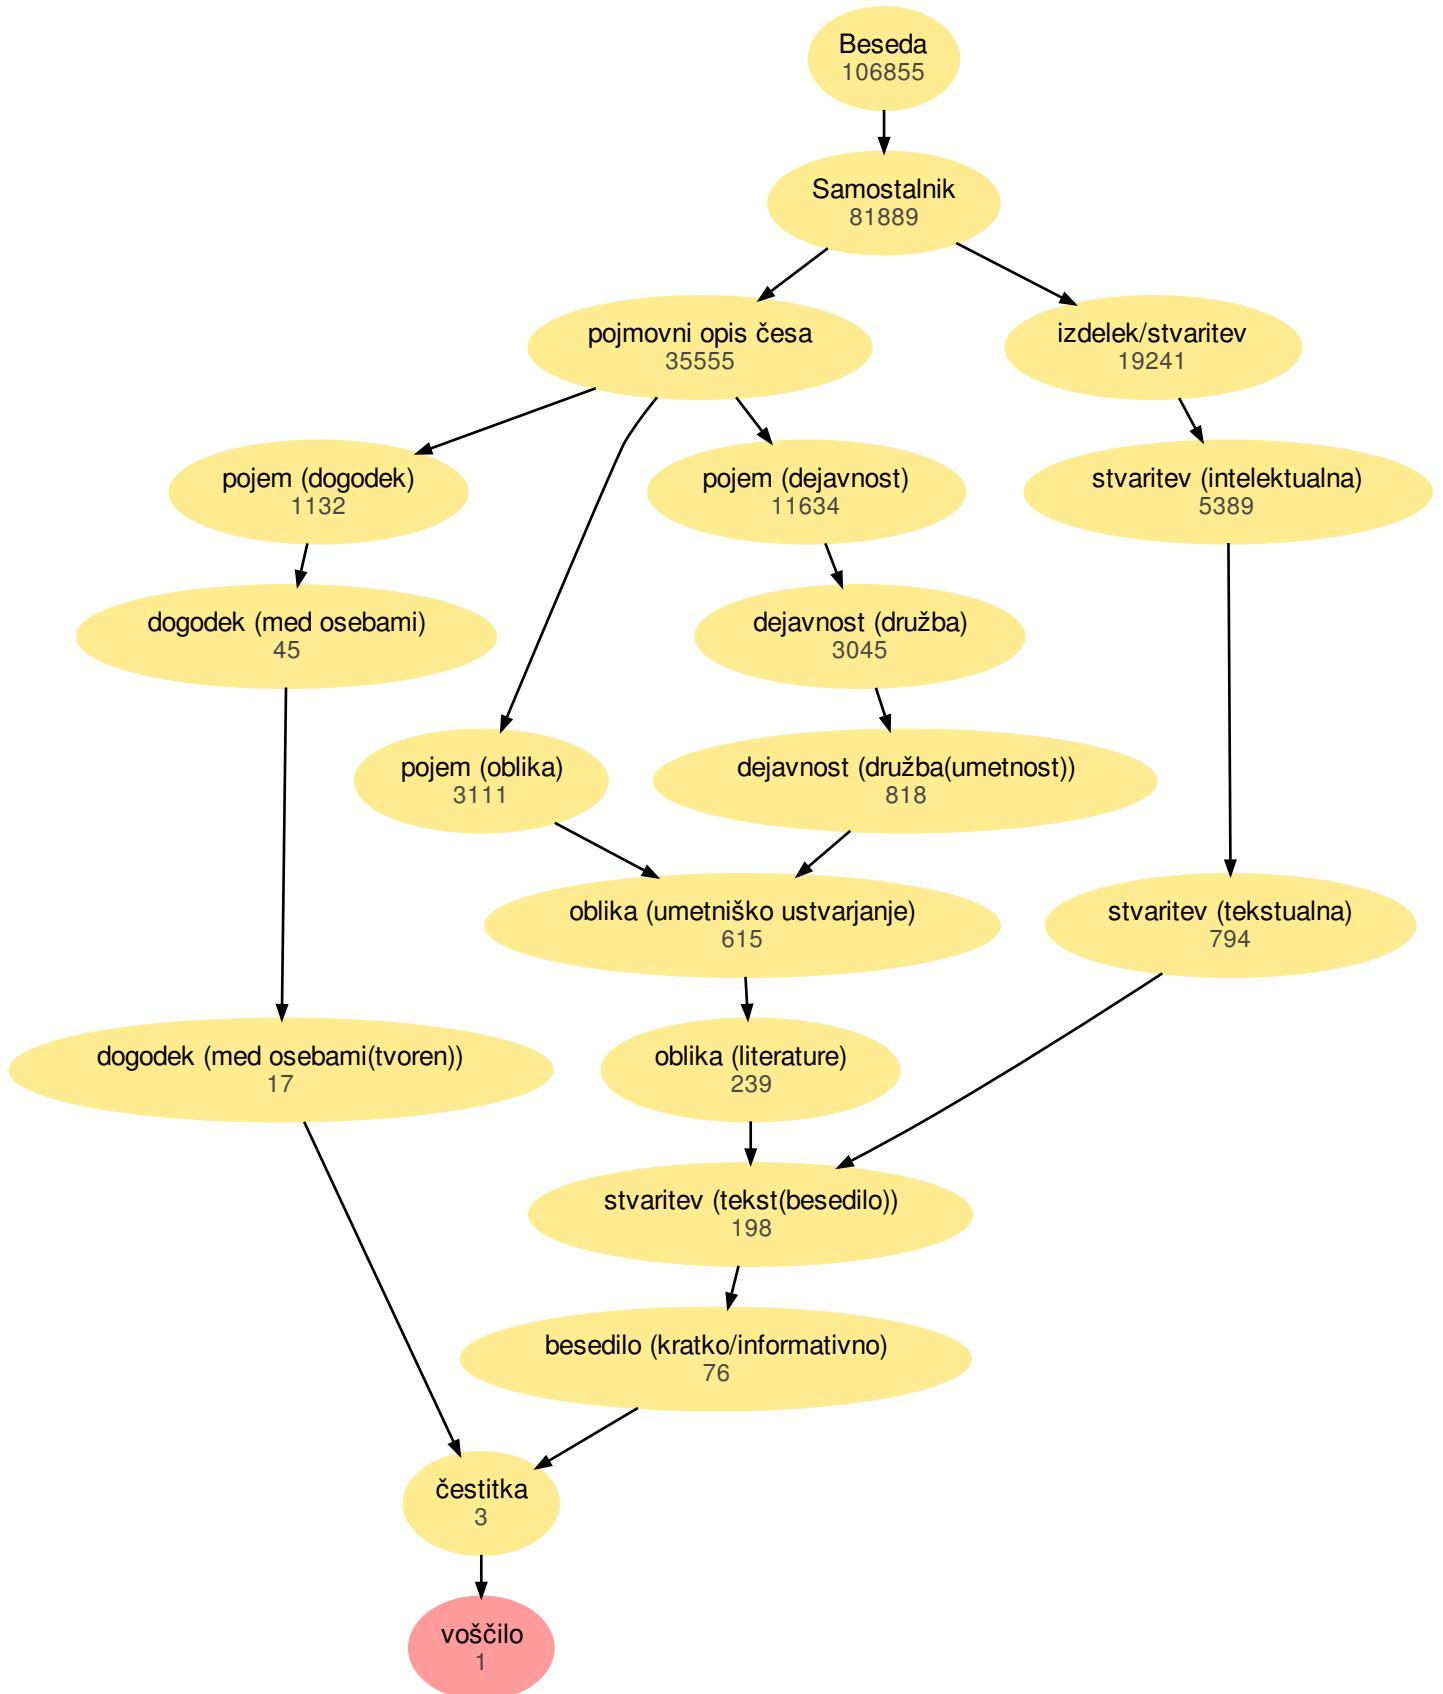 Beseda
106855
Samostalnik
81889
pojmovni opis česa
35555
izdelek/stvaritev
19241
pojem (dogodek)
1132
pojem (dejavnost)
11634
stvaritev (intelektualna)
5389
dogodek (med osebami)
45
dejavnost (družba)
3045
pojem (oblika)
3111
dejavnost (družba(umetnost))
818
oblika (umetniško ustvarjanje)
615
stvaritev (tekstualna)
794
dogodek (med osebami(tvoren))
17
oblika (literature)
239
stvaritev (tekst(besedilo))
198
besedilo (kratko/informativno)
76
čestitka
3
voščilo
1